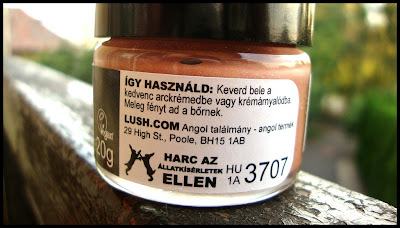 ÍGY HASZNÁLD: Keverd bele a
kedvenc arckrémedbe vagy krémárnyalódba.
Meleg fényt ad a bőrnek.
LUSH.COM Angol találmány - angol termék
29 High St., Poole, BH15 1AB
HARC AZ
ÁLLATKÍSÉRLETEK
ELLEN
HU
1A
3707
vegan
20g